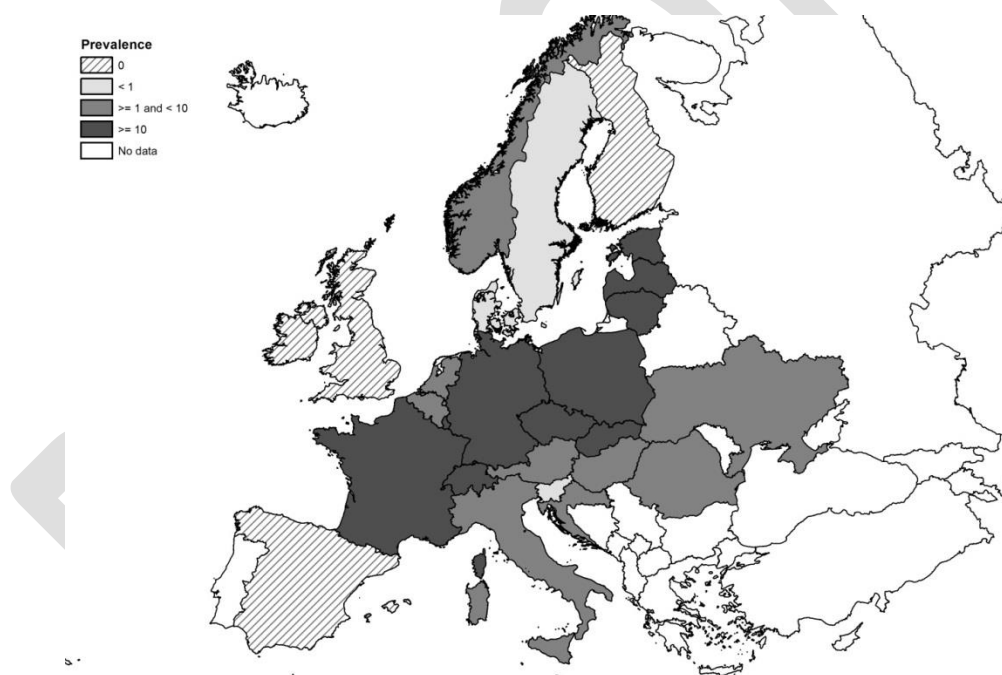 Prevalence
0
< 1
>= 1 and < 10
>= 10
No data